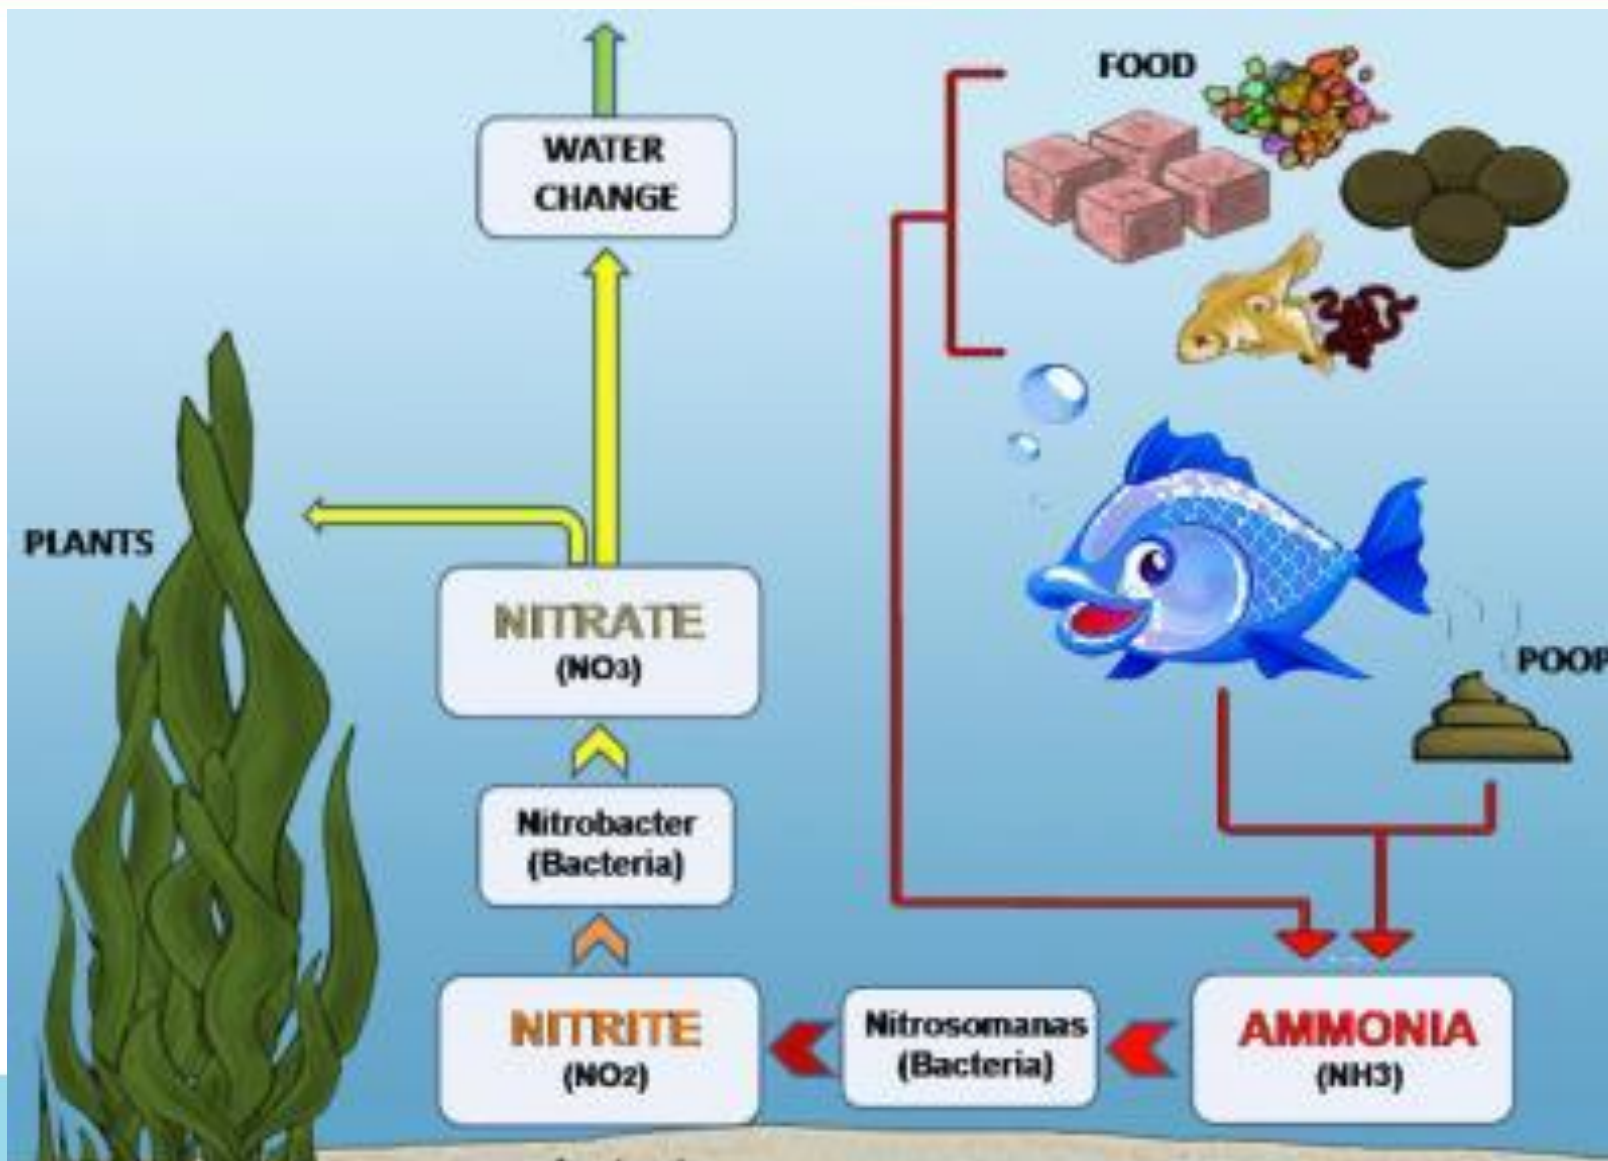 WATER
CHANGE
FOOD
PLANTS
NITRATE
(NO3)
POOP
Nitrobacter
(Bacteria)
NITRITE
(NO2)
Nitrosomanas
(Bacteria)
AMMONIA
(NH3)